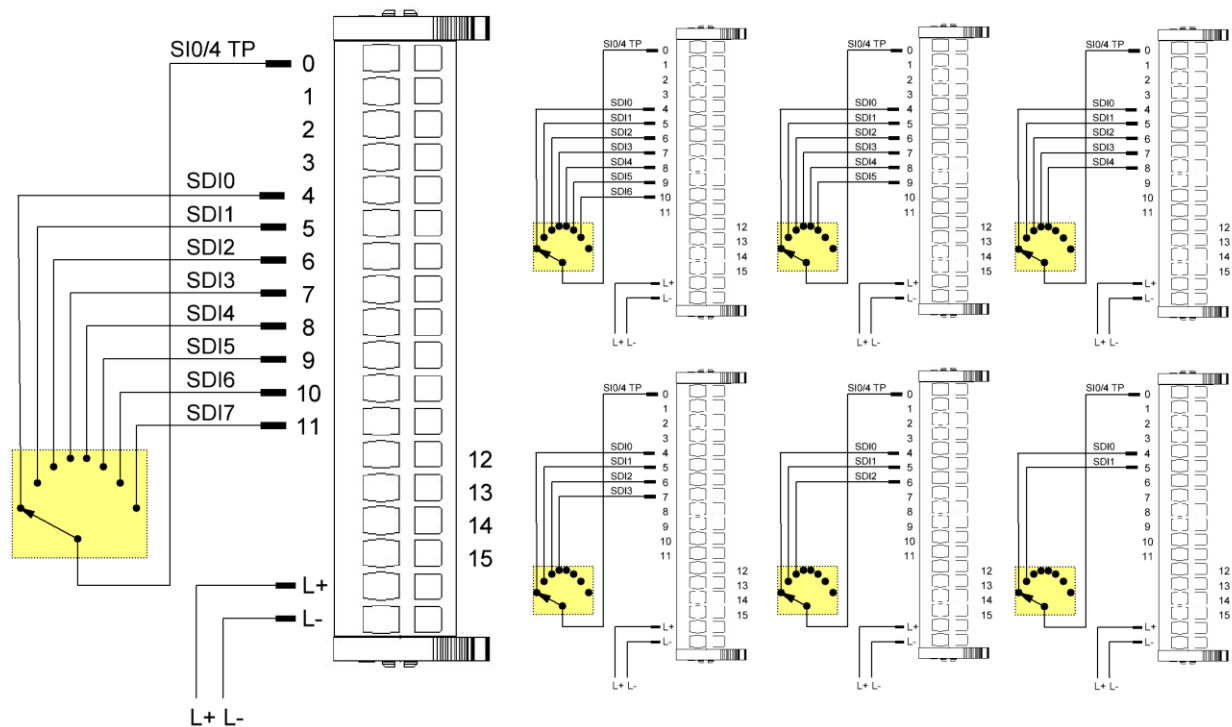 SI0/4 TP
0
1
2
3
SDI0 4
SDI1 5
SDI2 6
SDI3 7
SDI4 8
SDI5 9
SDI6 10
SDI7 11
12
13
14
15
L+
L-
L+ L-
SI0/4 TP
0
1
2
3
SDI0 4
SDI1 5
SDI2 6
SDI3 7
SDI4 8
SDI5 9
SDI6 10
11
12
13
14
15
L+
L-
L+ L-
SI0/4 TP
0
1
2
3
SDI0 4
SDI1 5
SDI2 6
SDI3 7
SDI4 8
SDI5 9
10
11
12
13
14
15
L+
L-
L+ L-
SI0/4 TP
0
1
2
3
SDI0 4
SDI1 5
SDI2 6
SDI3 7
SDI4 8
9
10
11
12
13
14
15
L+
L-
L+ L-
SI0/4 TP
0
1
2
3
SDI0 4
SDI1 5
SDI2 6
SDI3 7
8
9
10
11
12
13
14
15
L+
L-
L+ L-
SI0/4 TP
0
1
2
3
SDI0 4
SDI1 5
SDI2 6
7
8
9
10
11
12
13
14
15
L+
L-
L+ L-
SI0/4 TP
0
1
2
3
SDI0 4
SDI1 5
6
7
8
9
10
11
12
13
14
15
L+
L-
L+ L-